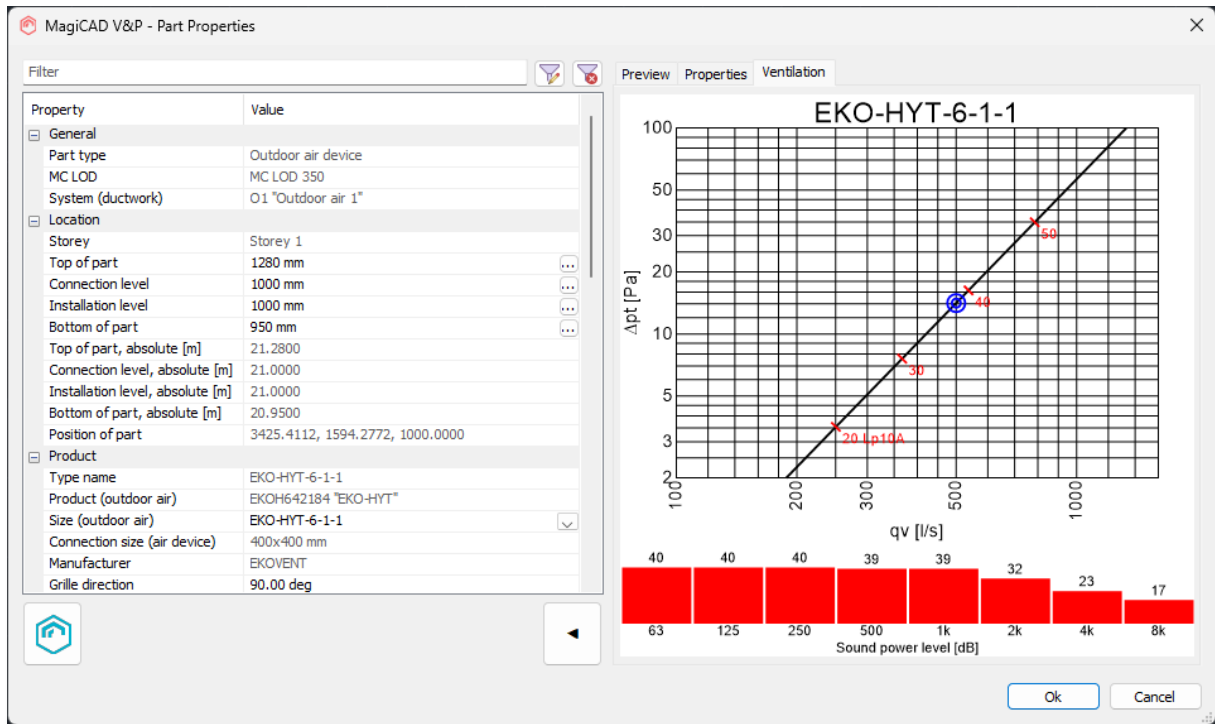 MagiCAD V&P - Part Properties
Filter
Property Value
General
Part type Outdoor air device
MC LOD MC LOD 350
System (ductwork) O1 "Outdoor air 1"
Location
Storey Storey 1
Top of part 1280 mm ...
Connection level 1000 mm ...
Installation level 1000 mm ...
Bottom of part 950 mm ...
Top of part, absolute [m] 21.2800
Connection level, absolute [m] 21.0000
Installation level, absolute [m] 21.0000
Bottom of part, absolute [m] 20.9500
Position of part 3425.4112, 1594.2772, 1000.0000
Product
Type name EKO-HYT-6-1-1
Product (outdoor air) EKOH642184 "EKO-HYT"
Size (outdoor air) EKO-HYT-6-1-1
Connection size (air device) 400x400 mm
Manufacturer EKOVENT
Grille direction 90.00 deg
Preview Properties Ventilation
EKO-HYT-6-1-1
100
50
30
20
10
5
3
2
Δpt [Pa]
50
40
30
20 Lp10A
100 200 300 500 1000
qv [l/s]
40 40 40 39 39 32 23 17
63 125 250 500 1k 2k 4k 8k
Sound power level [dB]
Ok Cancel